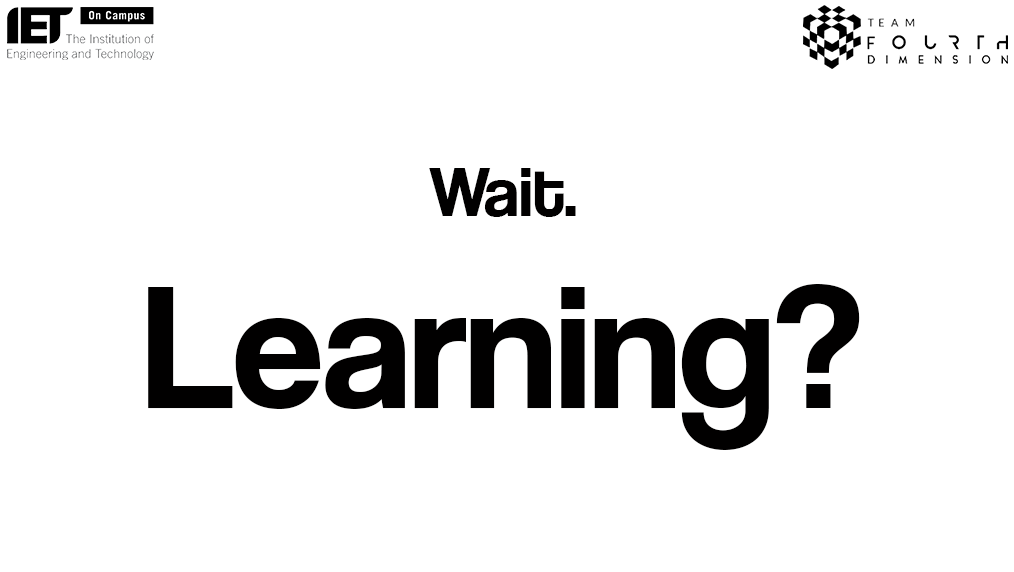 IET On Campus
The Institution of
Engineering and Technology
TEAM
FOURTH
DIMENSION
Wait.
Learning?